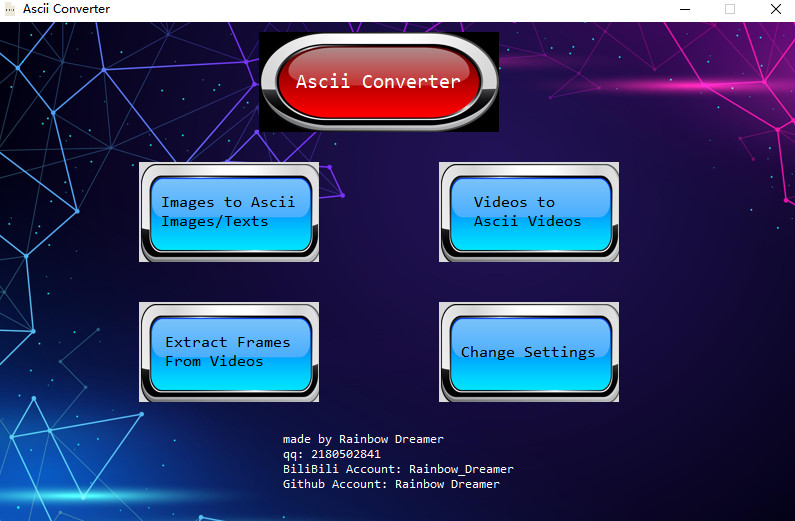 Ascii Converter
Ascii Converter
Images to Ascii
Images/Texts
Videos to
Ascii Videos
Extract Frames
From Videos
Change Settings
made by Rainbow Dreamer
qq: 2180502841
BiliBili Account: Rainbow_Dreamer
Github Account: Rainbow Dreamer